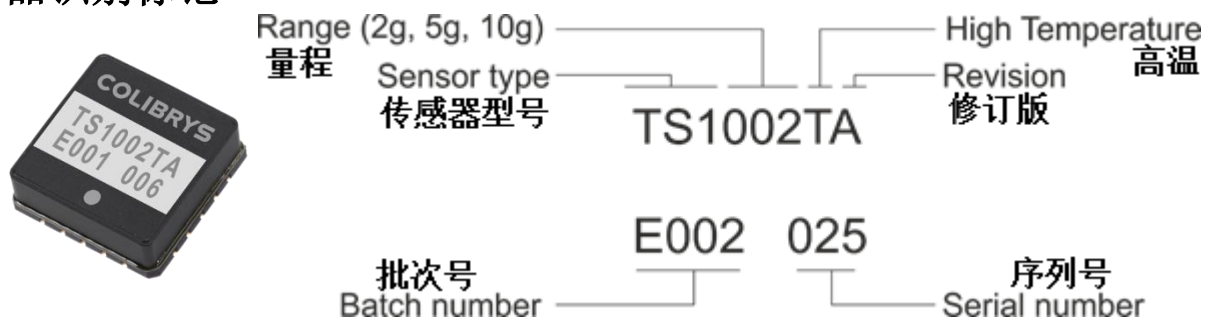 Range (2g, 5g, 10g)
High Temperature
量程
高温
Sensor type
Revision
传感器型号
修订版
TS1002TA
COLIBRYS
TS1002TA
E001 006
E002 025
批次号
序列号
Batch number
Serial number